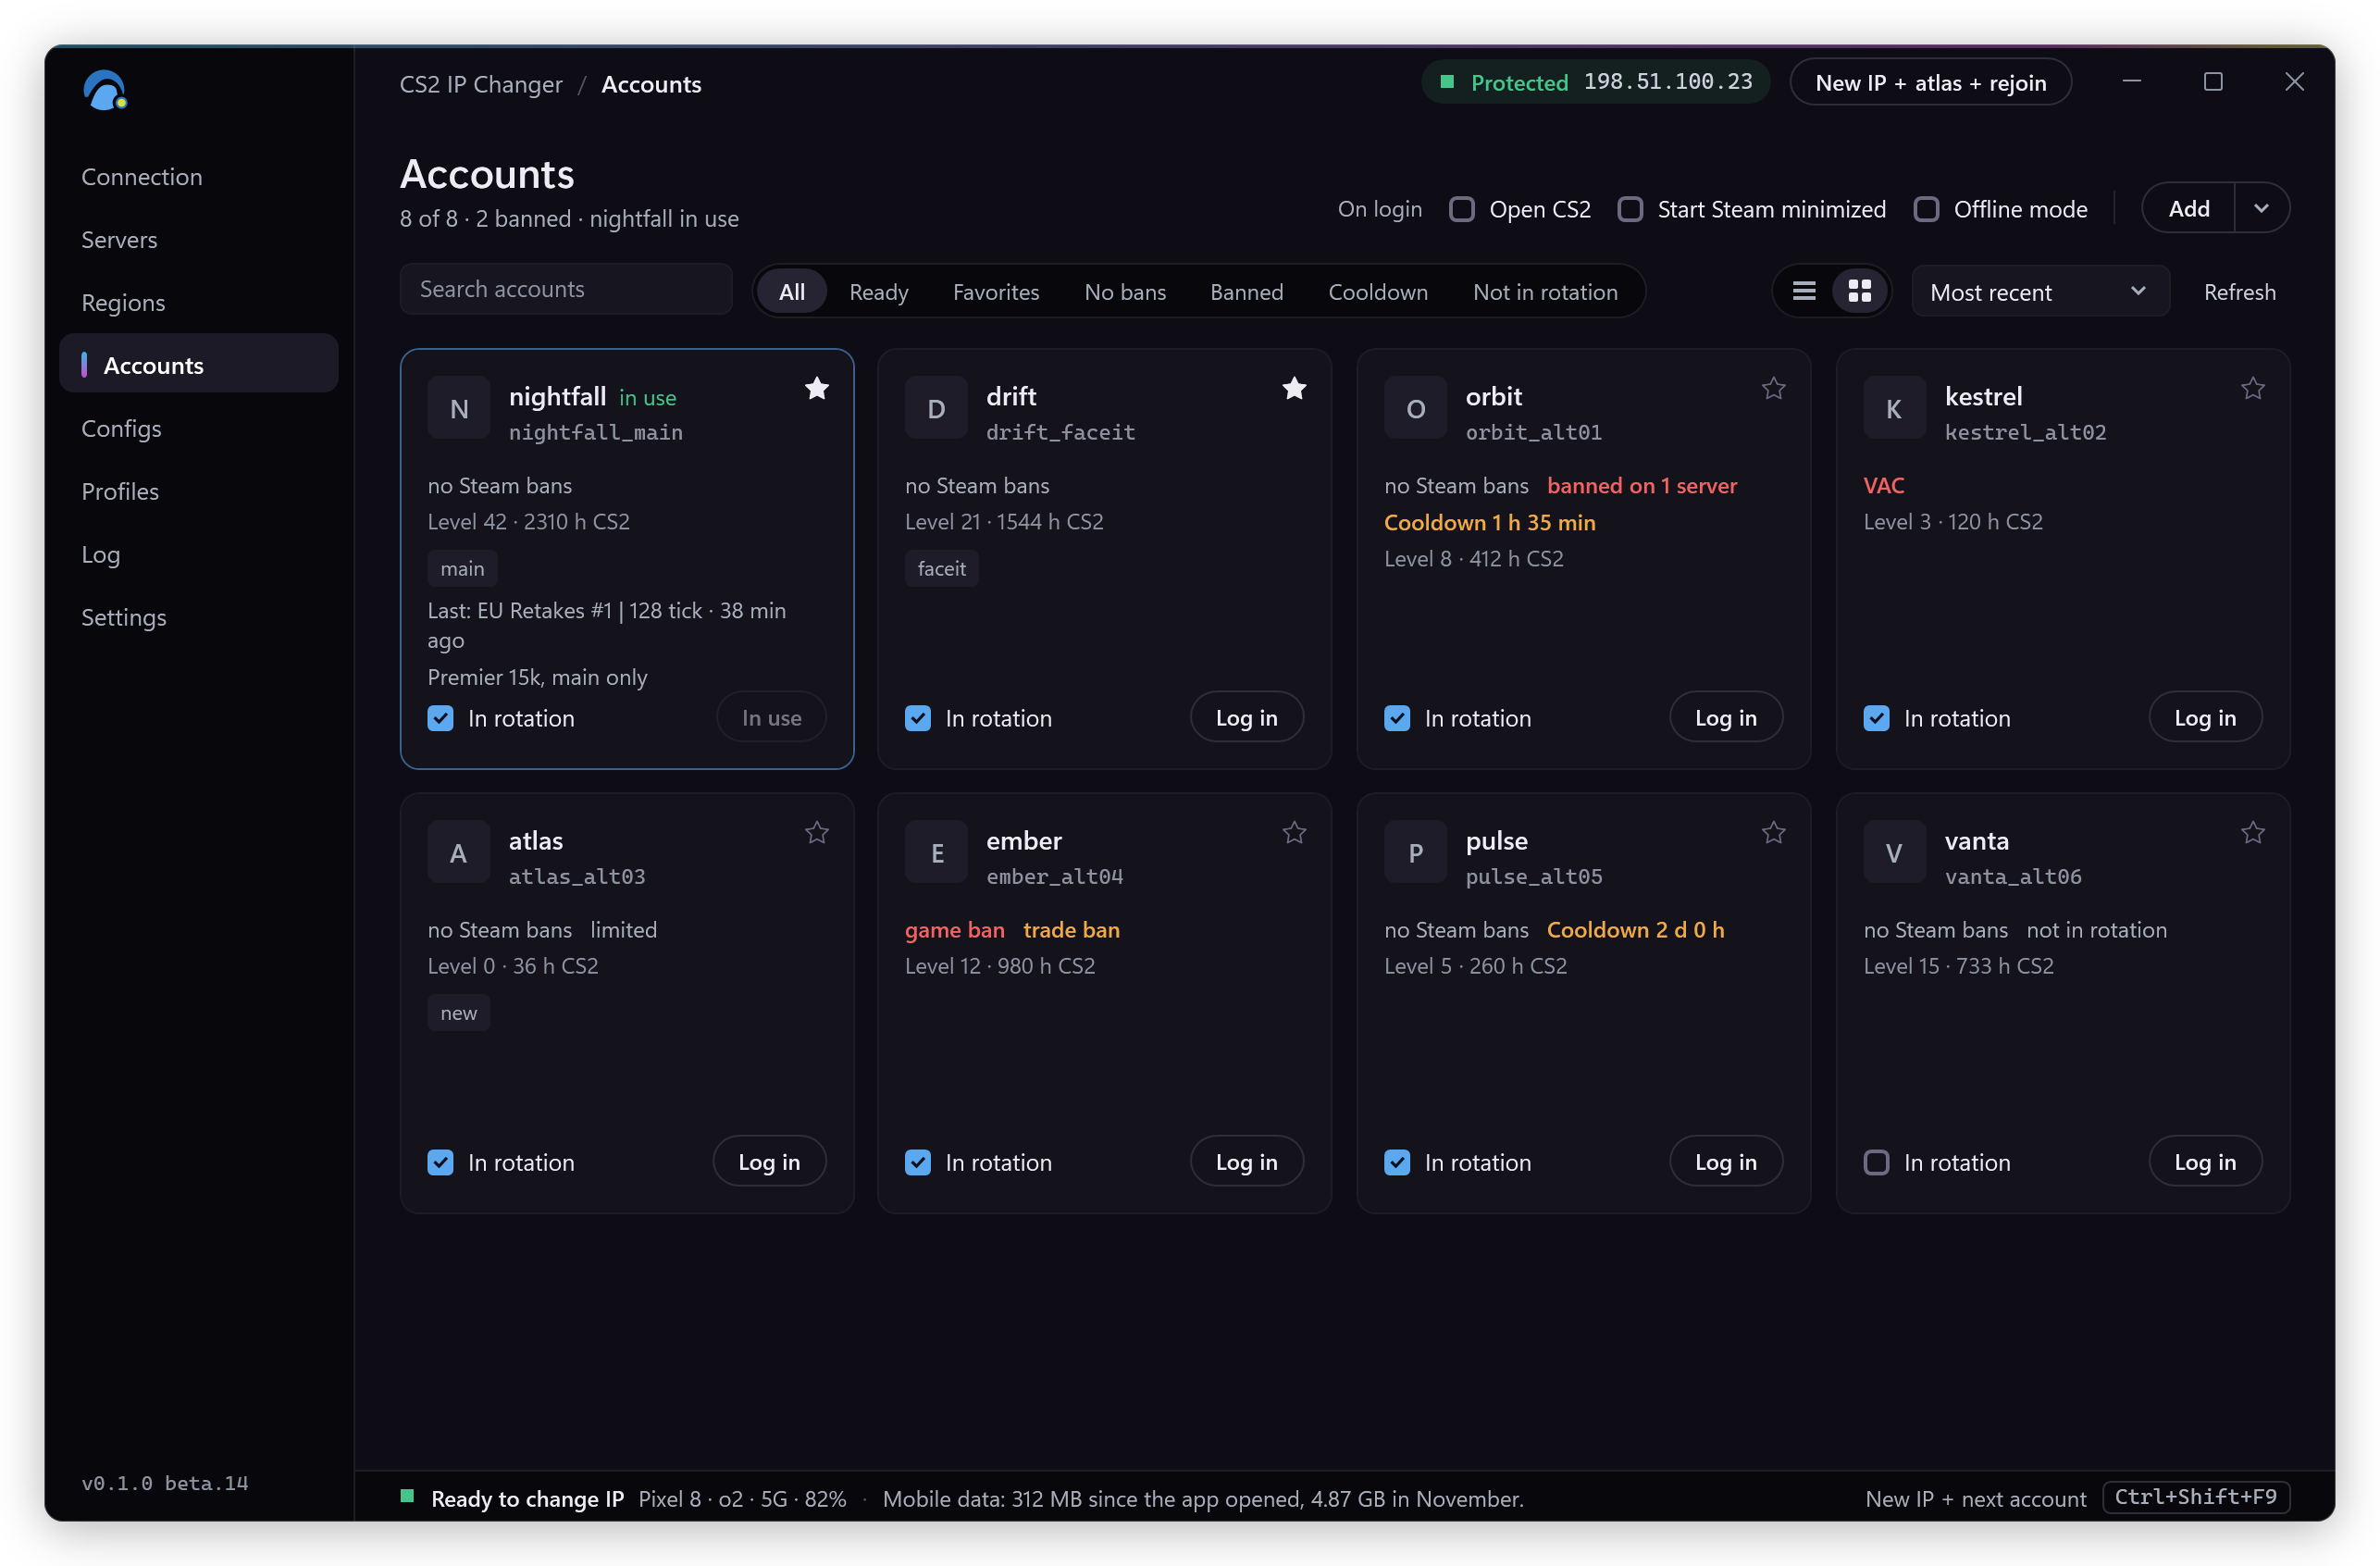 CS2 IP Changer / Accounts
Protected 198.51.100.23
New IP + atlas + rejoin
Connection
Servers
Regions
Accounts
Configs
Profiles
Log
Settings
v0.1.0 beta.14
Accounts
8 of 8 · 2 banned · nightfall in use
On login
Open CS2
Start Steam minimized
Offline mode
Add
Search accounts
All
Ready
Favorites
No bans
Banned
Cooldown
Not in rotation
Most recent
Refresh
N
nightfall in use
nightfall_main
no Steam bans
Level 42 · 2310 h CS2
main
Last: EU Retakes #1 | 128 tick · 38 min
ago
Premier 15k, main only
In rotation
In use
D
drift
drift_faceit
no Steam bans
Level 21 · 1544 h CS2
faceit
In rotation
Log in
O
orbit
orbit_alt01
no Steam bans banned on 1 server
Cooldown 1 h 35 min
Level 8 · 412 h CS2
In rotation
Log in
K
kestrel
kestrel_alt02
VAC
Level 3 · 120 h CS2
In rotation
Log in
A
atlas
atlas_alt03
no Steam bans limited
Level 0 · 36 h CS2
new
In rotation
Log in
E
ember
ember_alt04
game ban trade ban
Level 12 · 980 h CS2
In rotation
Log in
P
pulse
pulse_alt05
no Steam bans Cooldown 2 d 0 h
Level 5 · 260 h CS2
In rotation
Log in
V
vanta
vanta_alt06
no Steam bans not in rotation
Level 15 · 733 h CS2
In rotation
Log in
Ready to change IP Pixel 8 · o2 · 5G · 82% · Mobile data: 312 MB since the app opened, 4.87 GB in November.
New IP + next account Ctrl+Shift+F9